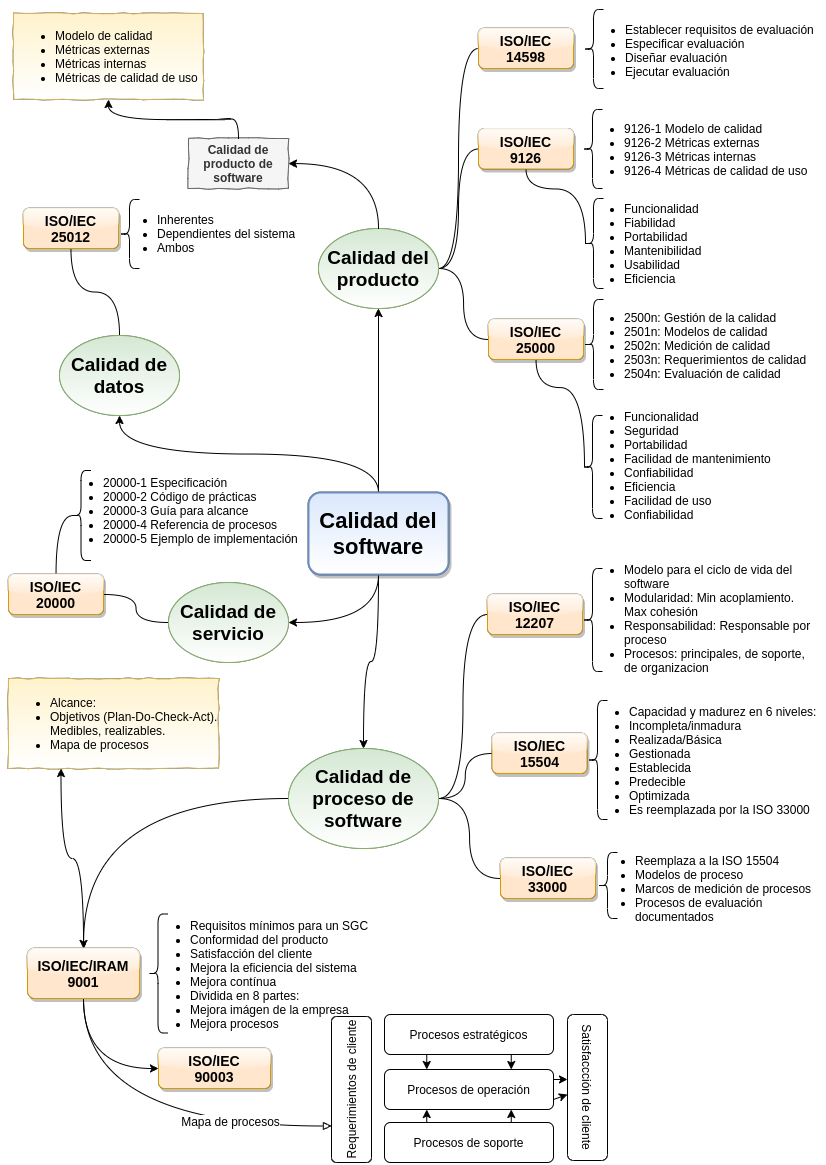 Modelo de calidad
Métricas externas
Métricas internas
Métricas de calidad de uso
Calidad de
producto de
software
ISO/IEC
25012
Inherentes
Dependientes del sistema
Ambos
Calidad de
datos
Calidad del
producto
ISO/IEC
14598
Establecer requisitos de evaluación
Especificar evaluación
Diseñar evaluación
Ejecutar evaluación
ISO/IEC
9126
9126-1 Modelo de calidad
9126-2 Métricas externas
9126-3 Métricas internas
9126-4 Métricas de calidad de uso
Funcionalidad
Fiabilidad
Portabilidad
Mantenibilidad
Usabilidad
Eficiencia
ISO/IEC
25000
2500n: Gestión de la calidad
2501n: Modelos de calidad
2502n: Medición de calidad
2503n: Requerimientos de calidad
2504n: Evaluación de calidad
Funcionalidad
Seguridad
Portabilidad
Facilidad de mantenimiento
Confiabilidad
Eficiencia
Facilidad de uso
Confiabilidad
Calidad del
software
20000-1 Especificación
20000-2 Código de prácticas
20000-3 Guía para alcance
20000-4 Referencia de procesos
20000-5 Ejemplo de implementación
ISO/IEC
20000
Calidad de
servicio
ISO/IEC
12207
Modelo para el ciclo de vida del
software
Modularidad: Min acoplamiento.
Max cohesión
Responsabilidad: Responsable por
proceso
Procesos: principales, de soporte,
de organizacion
Alcance:
Objetivos (Plan-Do-Check-Act).
Medibles, realizables.
Mapa de procesos
Calidad de
proceso de
software
ISO/IEC
15504
Capacidad y madurez en 6 niveles:
Incompleta/inmadura
Realizada/Básica
Gestionada
Establecida
Predecible
Optimizada
Es reemplazada por la ISO 33000
ISO/IEC
33000
Reemplaza a la ISO 15504
Modelos de proceso
Marcos de medición de procesos
Procesos de evaluación
documentados
ISO/IEC/IRAM
9001
Requisitos mínimos para un SGC
Conformidad del producto
Satisfacción del cliente
Mejora la eficiencia del sistema
Mejora contínua
Dividida en 8 partes:
Mejora imágen de la empresa
Mejora procesos
ISO/IEC
90003
Mapa de procesos
Requerimientos de cliente
Procesos estratégicos
Procesos de operación
Procesos de soporte
Satisfaccción de cliente